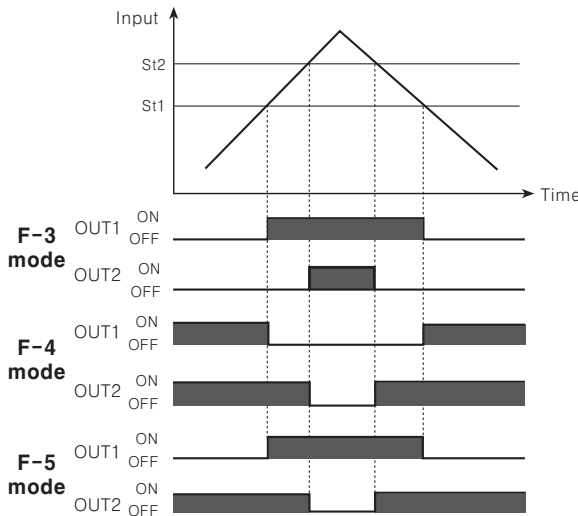 Input
St2
St1
Time
F-3
mode
OUT1 ON
OFF
OUT2 ON
OFF
F-4
mode
OUT1 ON
OFF
OUT2 ON
OFF
F-5
mode
OUT1 ON
OFF
OUT2 ON
OFF